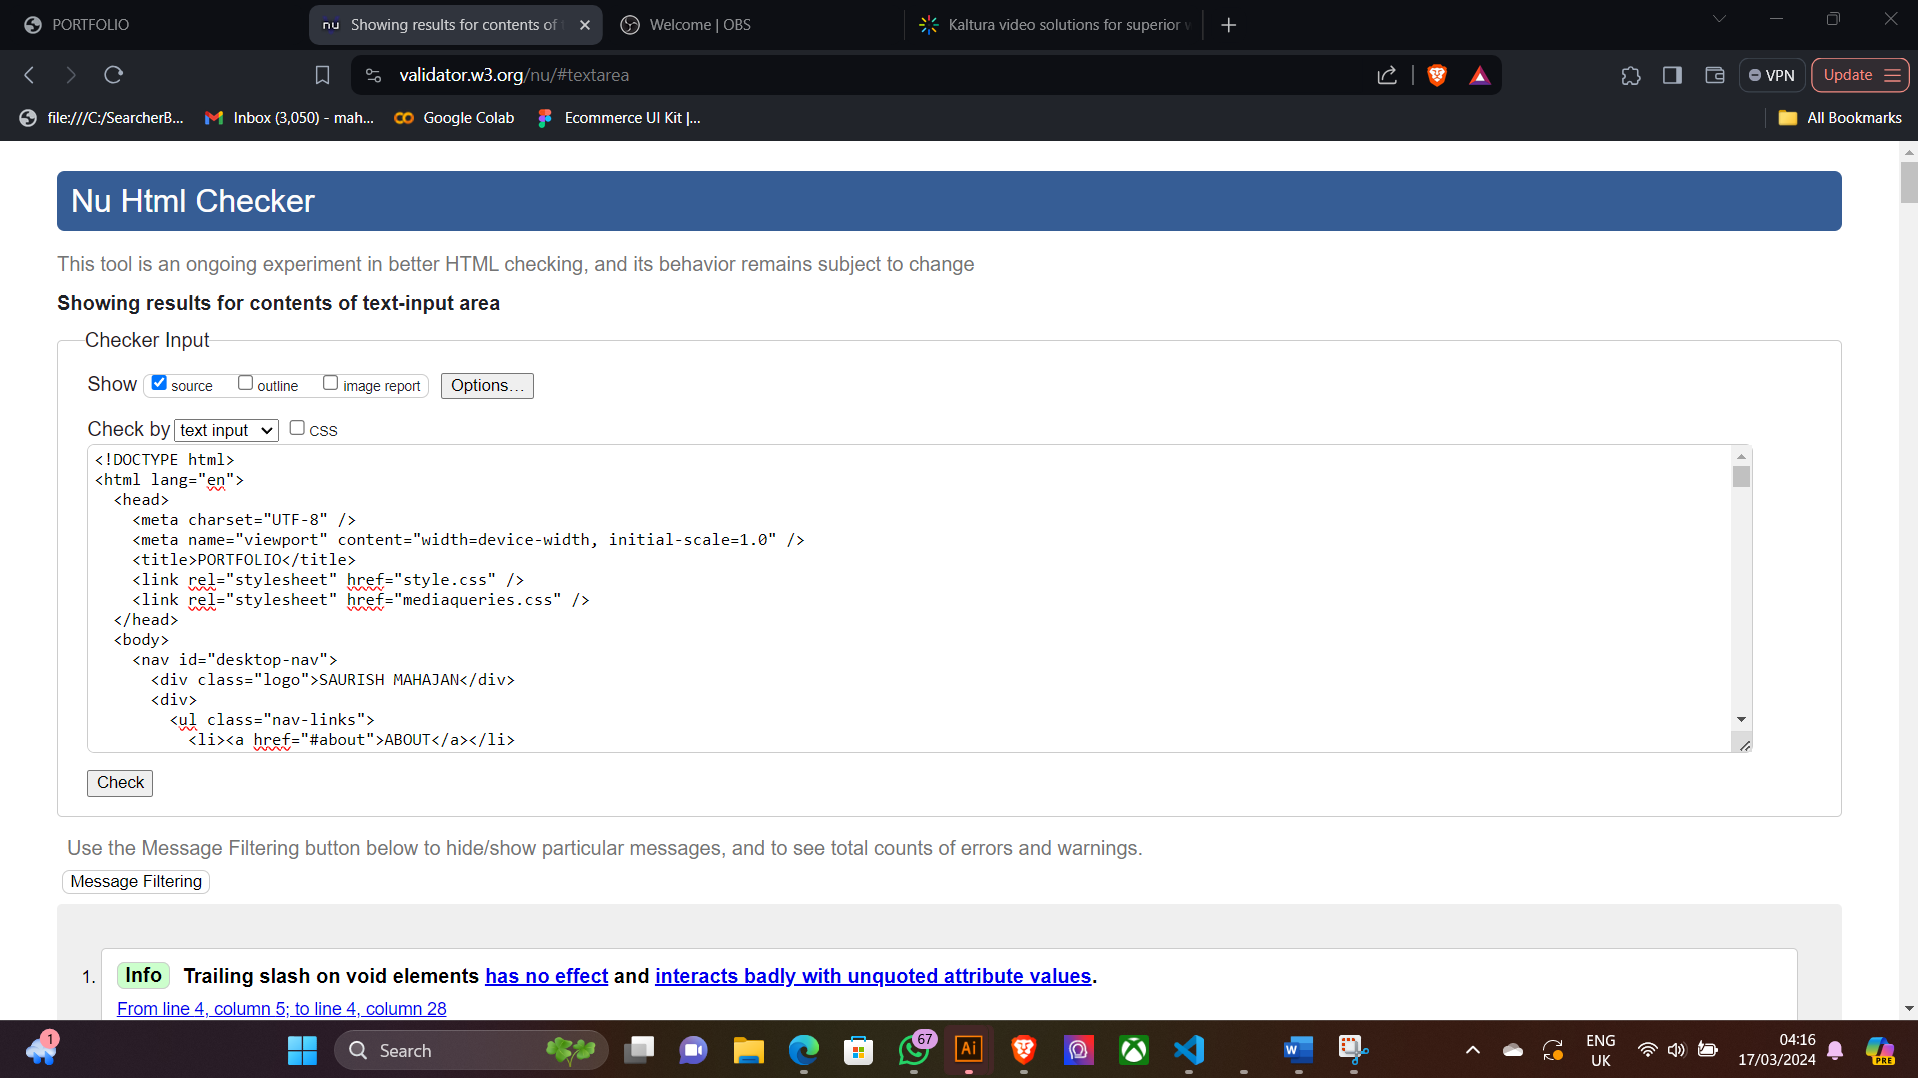 PORTFOLIO
nu Showing results for contents of
Welcome | OBS
Kaltura video solutions for superior
validator.w3.org/nu/#textarea
VPN
Update
file:///C:/SearcherB...
Inbox (3,050) - mah...
Google Colab
Ecommerce UI Kit |...
All Bookmarks
Nu Html Checker
This tool is an ongoing experiment in better HTML checking, and its behavior remains subject to change
Showing results for contents of text-input area
Checker Input
Show source outline image report Options...
Check by text input CSS
<!DOCTYPE html>
<html lang="en">
<head>
<meta charset="UTF-8" />
<meta name="viewport" content="width=device-width, initial-scale=1.0" />
<title>PORTFOLIO</title>
<link rel="stylesheet" href="style.css" />
<link rel="stylesheet" href="mediaqueries.css" />
</head>
<body>
<nav id="desktop-nav">
<div class="logo">SAURISH MAHAJAN</div>
<div>
<ul class="nav-links">
<li><a href="#about">ABOUT</a></li>
Check
Use the Message Filtering button below to hide/show particular messages, and to see total counts of errors and warnings.
Message Filtering
1. Info Trailing slash on void elements has no effect and interacts badly with unquoted attribute values.
From line 4, column 5; to line 4, column 28
1
Search
67
Ai
W
ENG
UK
04:16
17/03/2024
PRE